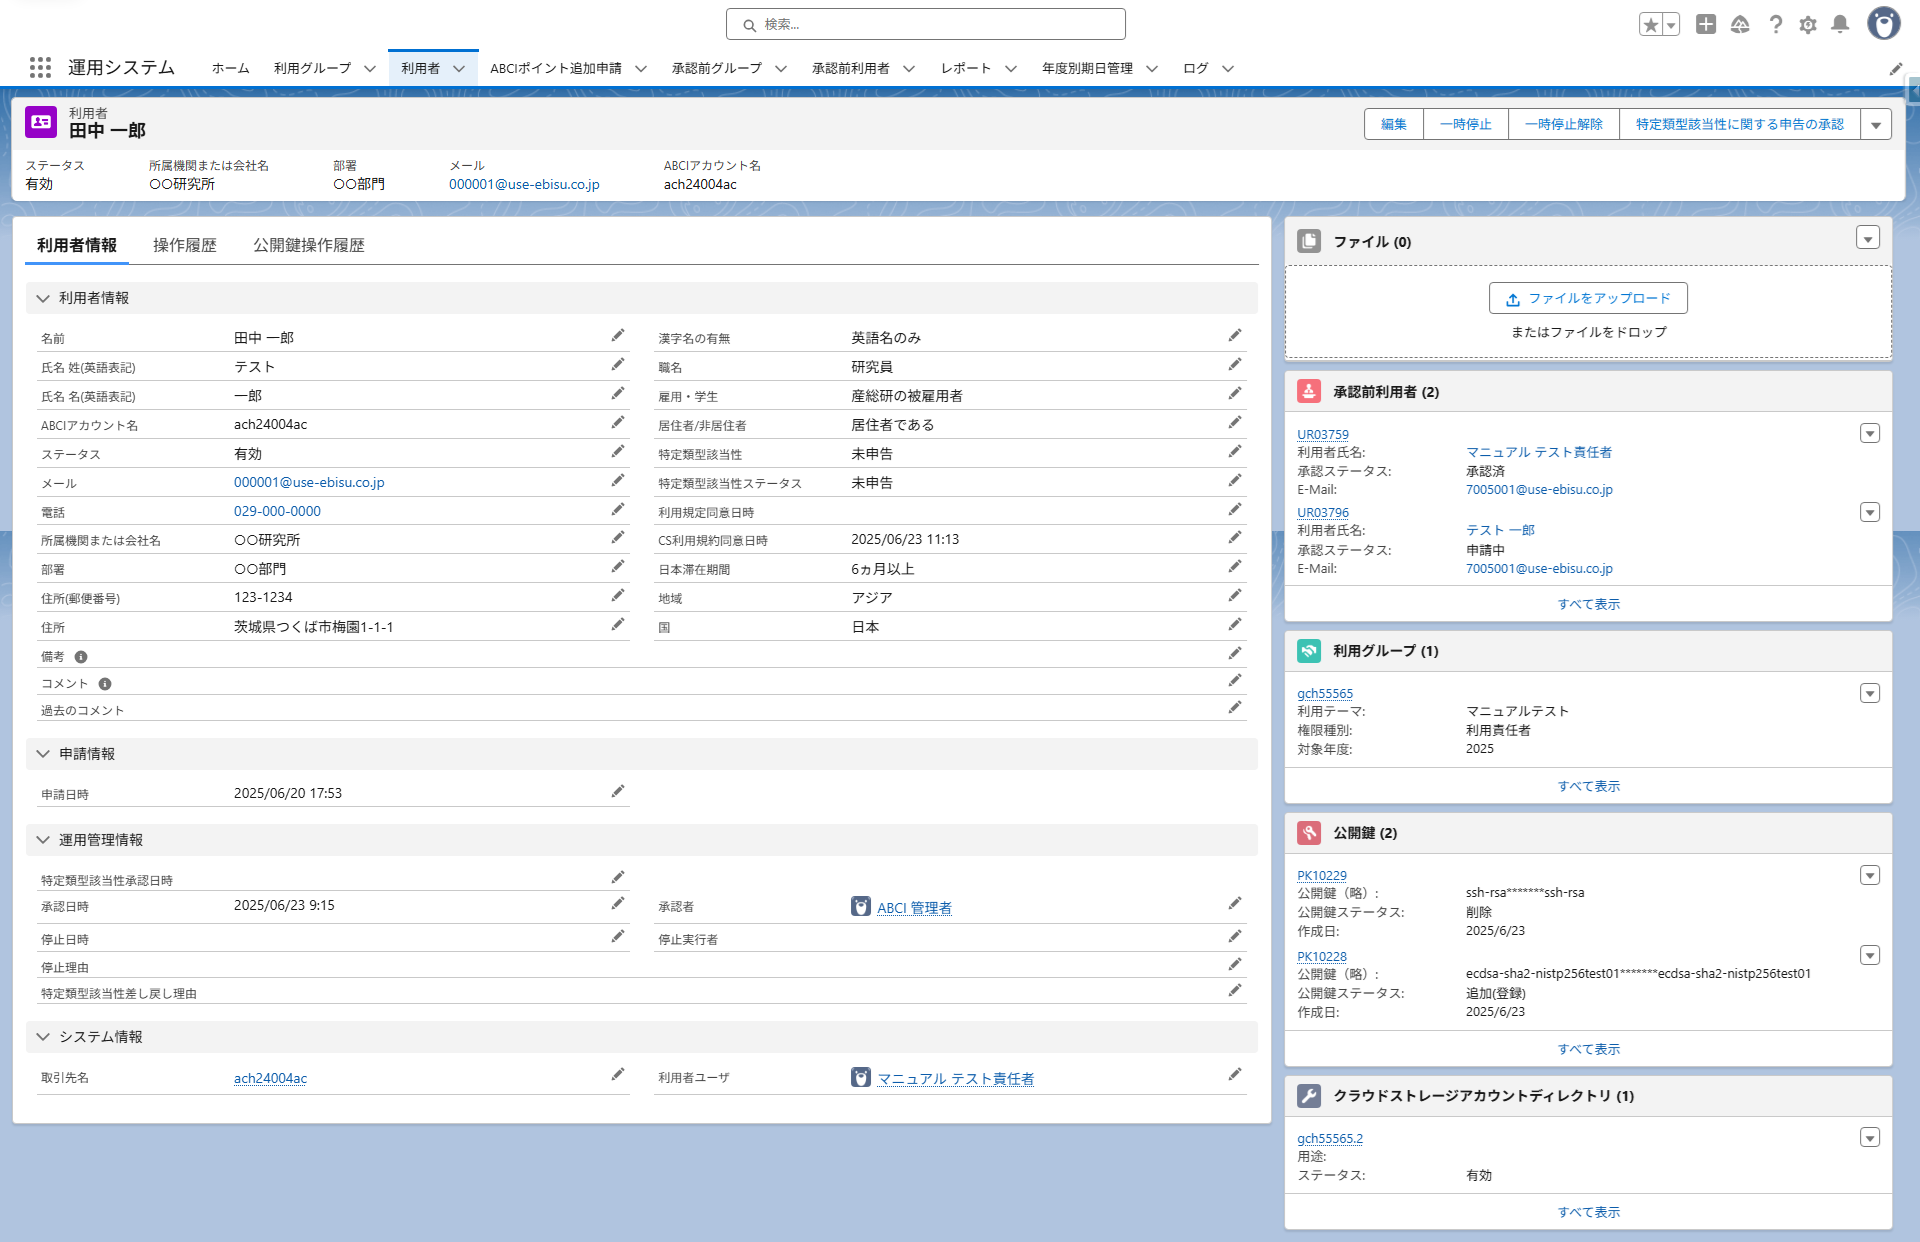 検索...
運用システム ホーム 利用グループ 利用者 ABCIポイント追加申請 承認前グループ 承認前利用者 レポート 年度別期日管理 ログ
利用者
田中 一郎
編集 一時停止 一時停止解除 特定類型該当性に関する申告の承認
ステータス 所属機関または会社名 部署 メール ABCIアカウント名
有効 〇〇研究所 〇〇部門 000001@use-ebisu.co.jp ach24004ac
利用者情報 操作履歴 公開鍵操作履歴
利用者情報
名前 田中 一郎 漢字名の有無 英語名のみ
氏名 姓(英語表記) テスト 職名 研究員
氏名 名(英語表記) 一郎 雇用・学生 産総研の被雇用者
ABCIアカウント名 ach24004ac 居住者/非居住者 居住者である
ステータス 有効 特定類型該当性 未申告
メール 000001@use-ebisu.co.jp 特定類型該当性ステータス 未申告
電話 029-000-0000 利用規定同意日時
所属機関または会社名 〇〇研究所 CS利用規約同意日時 2025/06/23 11:13
部署 〇〇部門 日本滞在期間 6ヵ月以上
住所(郵便番号) 123-1234 地域 アジア
住所 茨城県つくば市梅園1-1-1 国 日本
備考
コメント
過去のコメント
申請情報
申請日時 2025/06/20 17:53
運用管理情報
特定類型該当性承認日時
承認日時 2025/06/23 9:15 承認者 ABCI 管理者
停止日時 停止実行者
停止理由
特定類型該当性差し戻し理由
システム情報
取引先名 ach24004ac 利用者ユーザ マニュアル テスト責任者
ファイル (0)
ファイルをアップロード
またはファイルをドロップ
承認前利用者 (2)
UR03759
利用者氏名: マニュアル テスト責任者
承認ステータス: 承認済
E-Mail: 7005001@use-ebisu.co.jp
UR03796
利用者氏名: テスト 一郎
承認ステータス: 申請中
E-Mail: 7005001@use-ebisu.co.jp
すべて表示
利用グループ (1)
gch55565
利用テーマ: マニュアルテスト
権限種別: 利用責任者
対象年度: 2025
すべて表示
公開鍵 (2)
PK10229
公開鍵（略）: ssh-rsa*******ssh-rsa
公開鍵ステータス: 削除
作成日: 2025/6/23
PK10228
公開鍵（略）: ecdsa-sha2-nistp256test01*******ecdsa-sha2-nistp256test01
公開鍵ステータス: 追加(登録)
作成日: 2025/6/23
すべて表示
クラウドストレージアカウントディレクトリ (1)
gch55565.2
用途:
ステータス: 有効
すべて表示